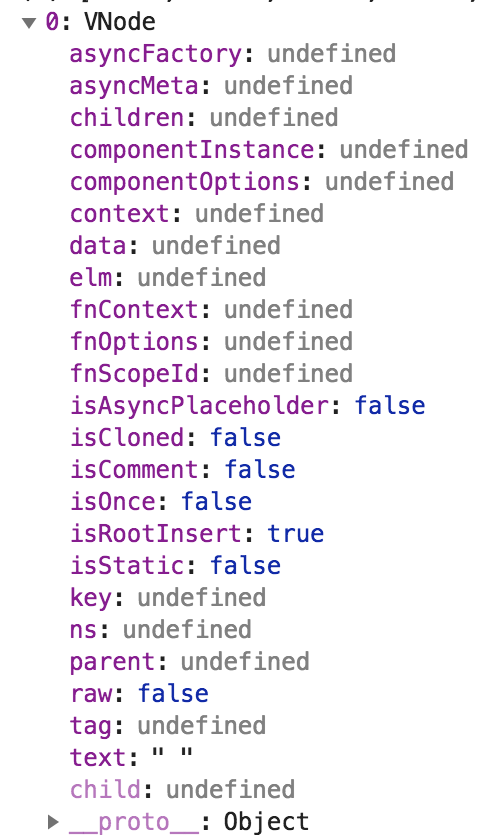 0: VNode
asyncFactory: undefined
asyncMeta: undefined
children: undefined
componentInstance: undefined
componentOptions: undefined
context: undefined
data: undefined
elm: undefined
fnContext: undefined
fnOptions: undefined
fnScopeId: undefined
isAsyncPlaceholder: false
isCloned: false
isComment: false
isOnce: false
isRootInsert: true
isStatic: false
key: undefined
ns: undefined
parent: undefined
raw: false
tag: undefined
text: " "
child: undefined
__proto__: Object